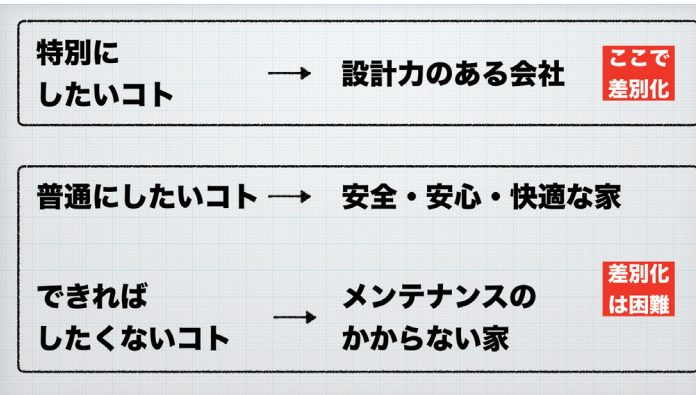 特別に
したいコト
設計力のある会社
ここで
差別化
普通にしたいコト
安全・安心・快適な家
できれば
したくないコト
メンテナンスの
かからない家
差別化
は困難